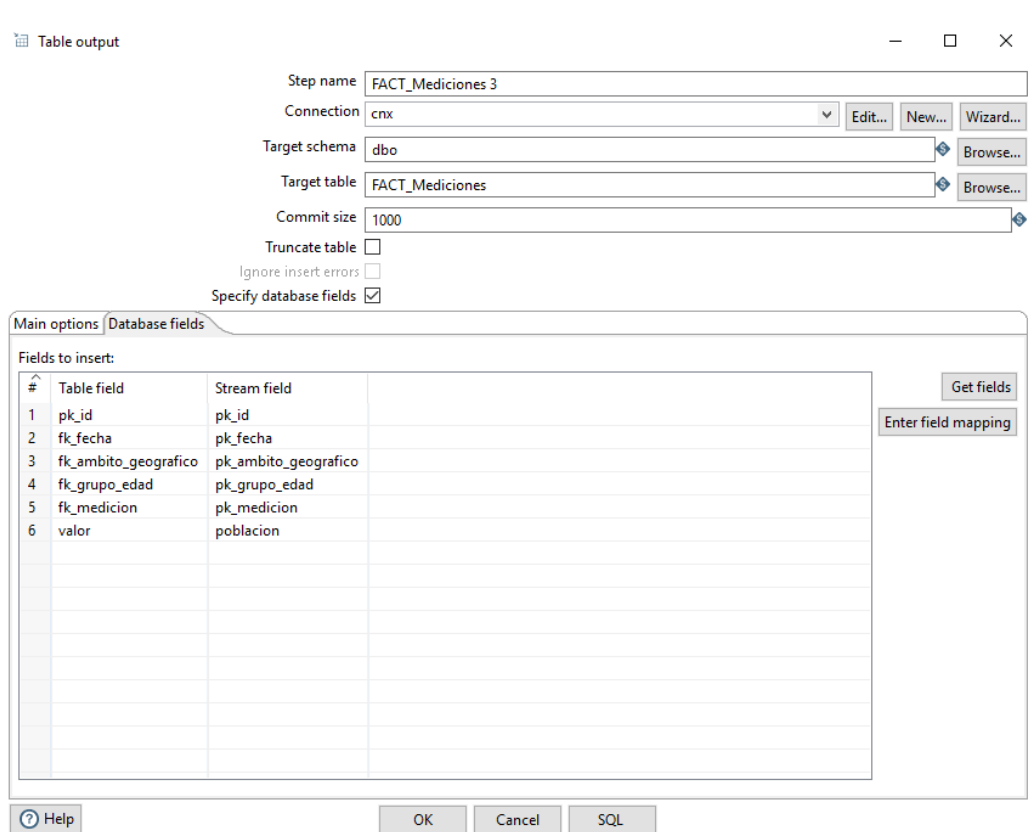 Table output
Step name FACT_Mediciones 3
Connection cnx Edit... New... Wizard...
Target schema dbo Browse...
Target table FACT_Mediciones Browse...
Commit size 1000
Truncate table
Ignore insert errors
Specify database fields
Main options Database fields
Fields to insert:
# Table field Stream field Get fields
1 pk_id pk_id Enter field mapping
2 fk_fecha pk_fecha
3 fk_ambito_geografico pk_ambito_geografico
4 fk_grupo_edad pk_grupo_edad
5 fk_medicion pk_medicion
6 valor poblacion
Help OK Cancel SQL